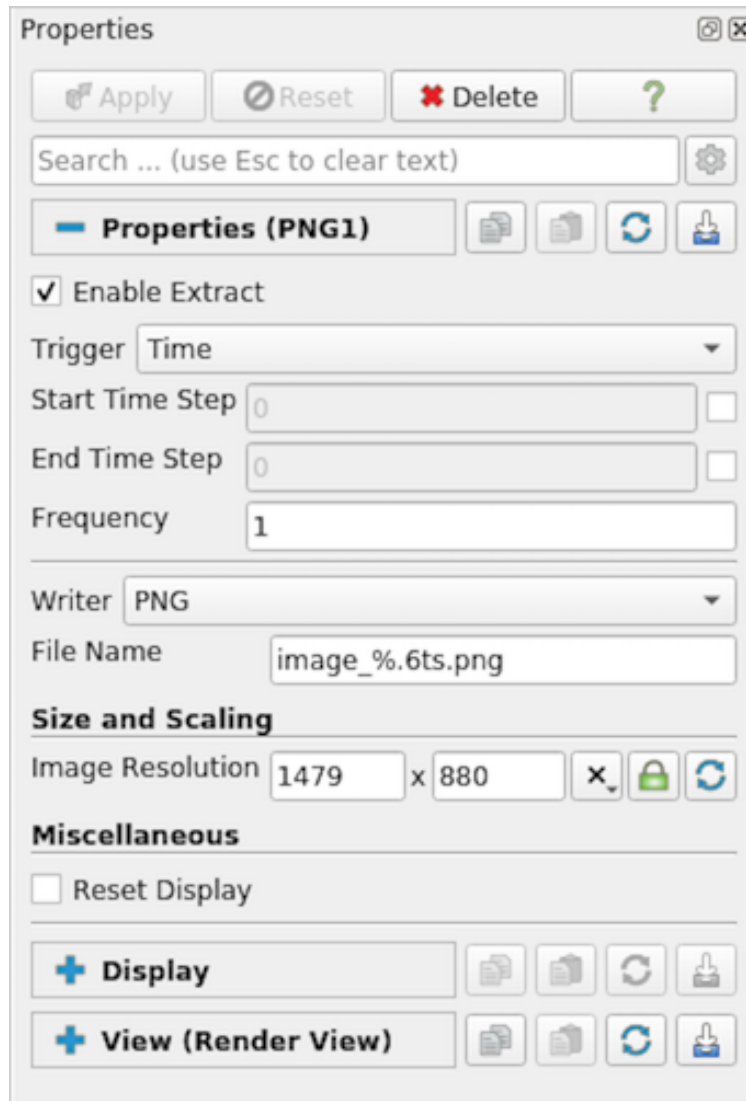 Properties
Apply Reset Delete ?
Search ... (use Esc to clear text)
Properties (PNG1)
Enable Extract
Trigger Time
Start Time Step 0
End Time Step 0
Frequency 1
Writer PNG
File Name image_%.6ts.png
Size and Scaling
Image Resolution 1479 x 880
Miscellaneous
Reset Display
Display
View (Render View)